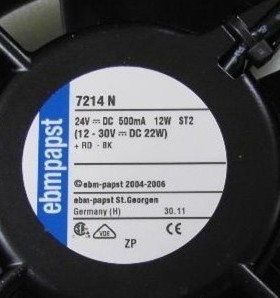 ebmpapst
7214 N
24V ⎓ DC 500mA 12W ST2
(12 - 30V ⎓ DC 22W)
+ RD - BK
©ebm-papst 2004-2006
ebm-papst St.Georgen
Germany (H) 30.11
VDE CE
ZP